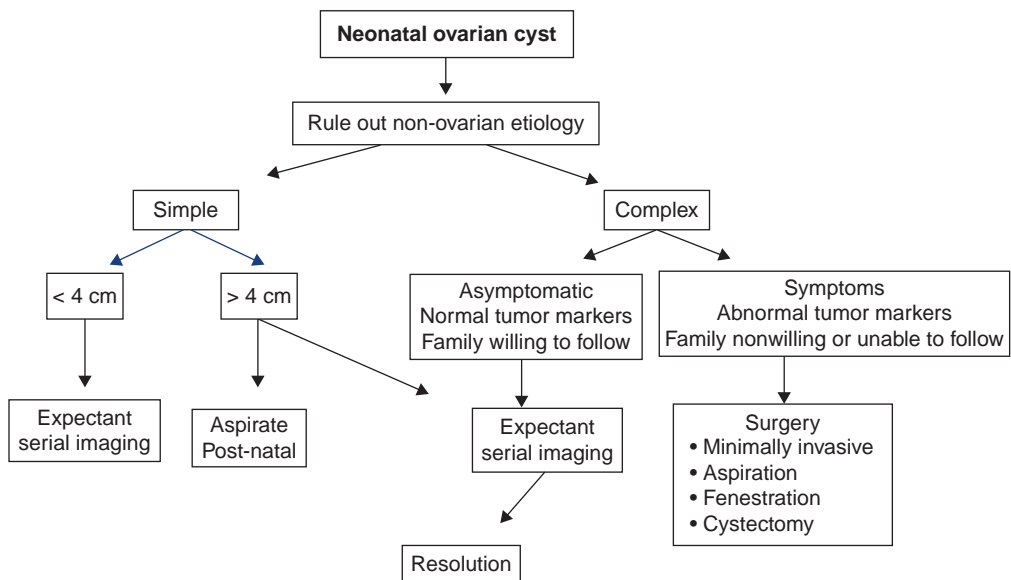 Neonatal ovarian cyst
Rule out non-ovarian etiology
Simple
Complex
< 4 cm
> 4 cm
Asymptomatic
Normal tumor markers
Family willing to follow
Symptoms
Abnormal tumor markers
Family nonwilling or unable to follow
Expectant
serial imaging
Aspirate
Post-natal
Expectant
serial imaging
Surgery
• Minimally invasive
• Aspiration
• Fenestration
• Cystectomy
Resolution